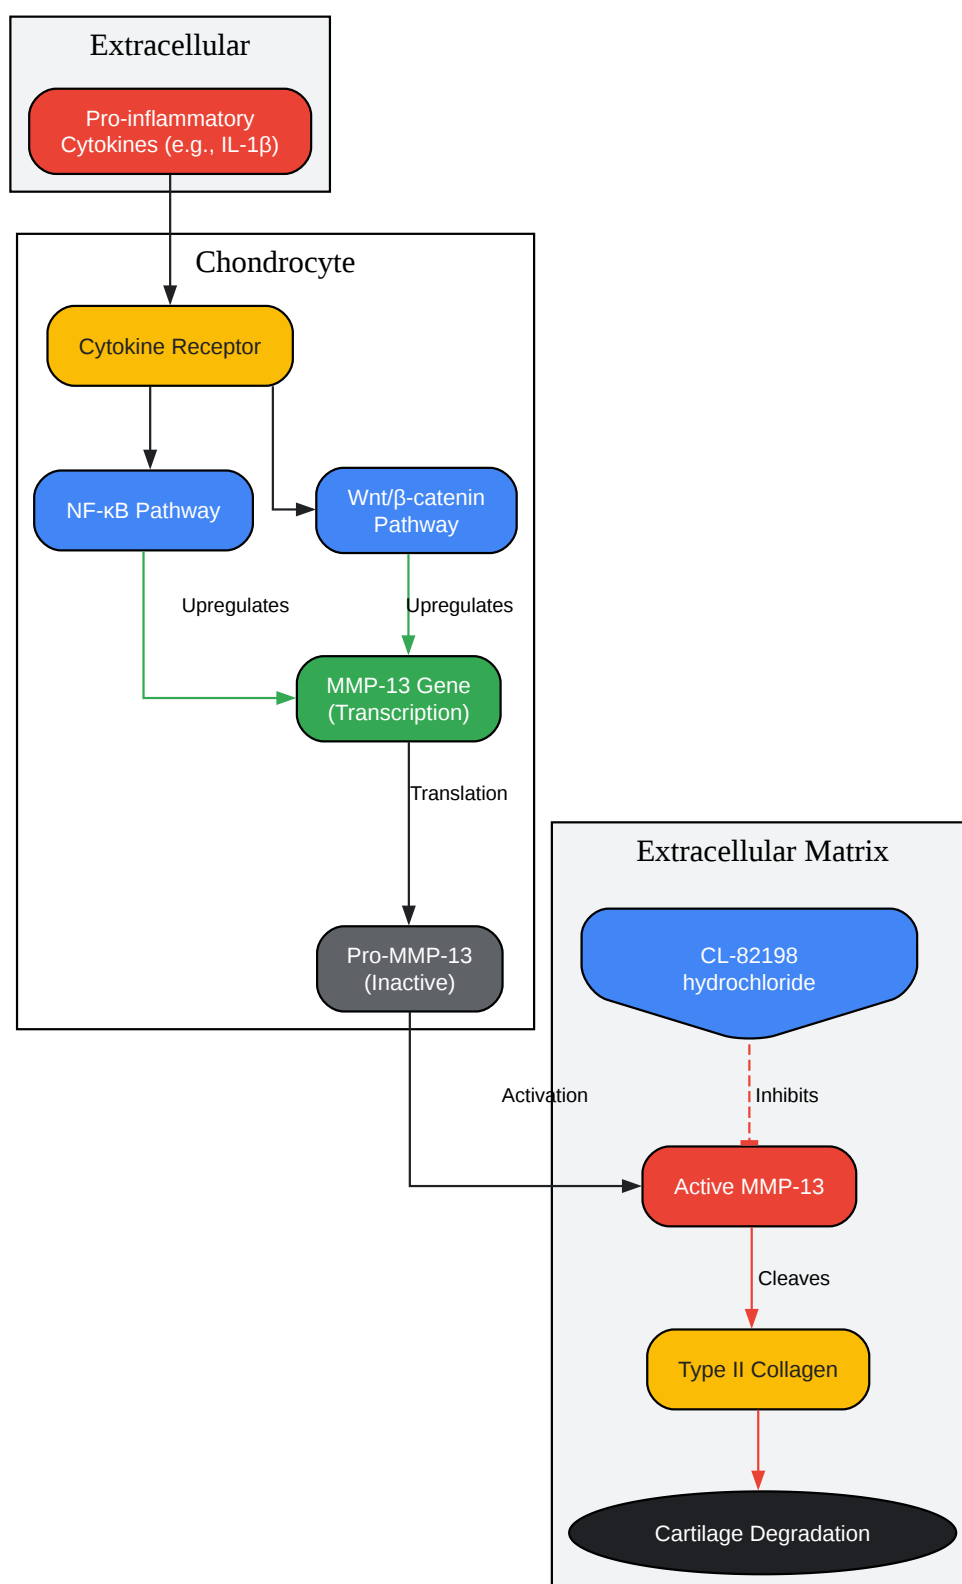 Extracellular
Pro-inflammatory
Cytokines (e.g., IL-1β)
Chondrocyte
Cytokine Receptor
NF-κB Pathway
Wnt/β-catenin
Pathway
Upregulates
Upregulates
MMP-13 Gene
(Transcription)
Translation
Extracellular Matrix
Pro-MMP-13
(Inactive)
CL-82198
hydrochloride
Activation
Inhibits
Active MMP-13
Cleaves
Type II Collagen
Cartilage Degradation